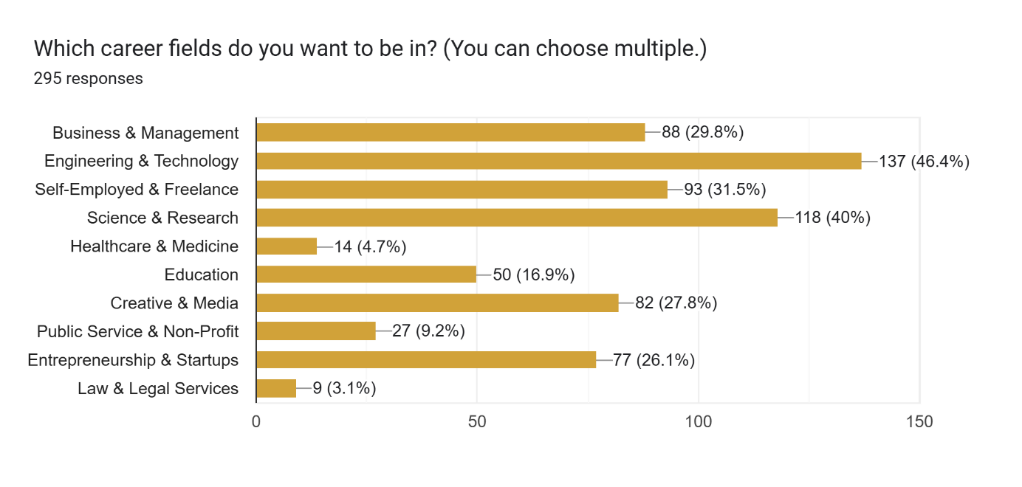 Which career fields do you want to be in? (You can choose multiple.)
295 responses
Business & Management 88 (29.8%)
Engineering & Technology 137 (46.4%)
Self-Employed & Freelance 93 (31.5%)
Science & Research 118 (40%)
Healthcare & Medicine 14 (4.7%)
Education 50 (16.9%)
Creative & Media 82 (27.8%)
Public Service & Non-Profit 27 (9.2%)
Entrepreneurship & Startups 77 (26.1%)
Law & Legal Services 9 (3.1%)
0 50 100 150